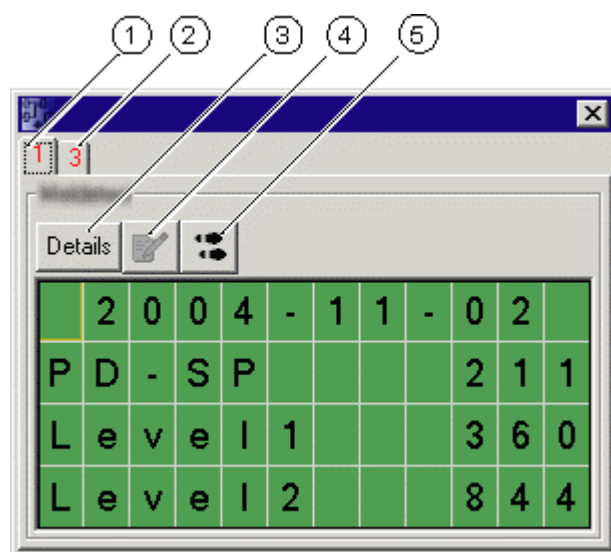 1 2 3 4 5
1 3
Details
2004-11-02
PD-SP 211
Level1 360
Level2 844